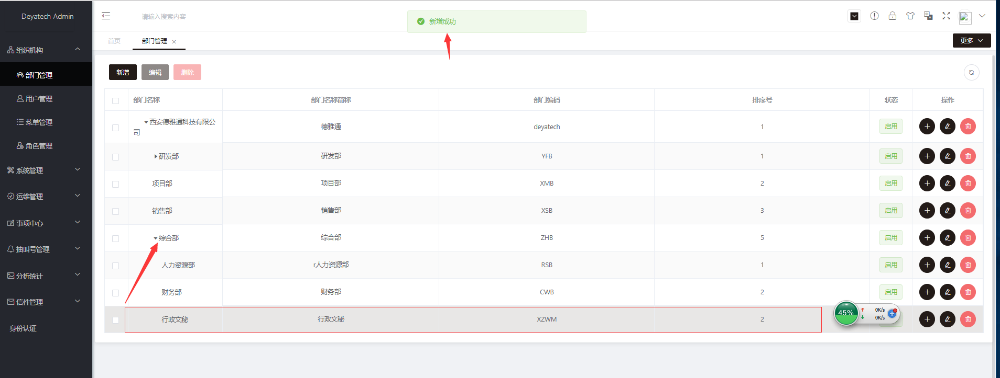 Deyatech Admin
请输入搜索内容
新增成功
首页
部门管理
更多
组织机构
部门管理
用户管理
菜单管理
角色管理
系统管理
运维管理
事项中心
抽叫号管理
分析统计
信件管理
身份认证
新增 编辑 删除
部门名称 部门名称简称 部门编码 排序号 状态 操作
西安德雅通科技有限公
司 德雅通 deyatech 1 启用
研发部 研发部 YFB 1 启用
项目部 项目部 XMB 2 启用
销售部 销售部 XSB 3 启用
综合部 综合部 ZHB 5 启用
人力资源部 r人力资源部 RSB 1 启用
财务部 财务部 CWB 2 启用
行政文秘 行政文秘 XZWM 2
45%
0K/s
0K/s